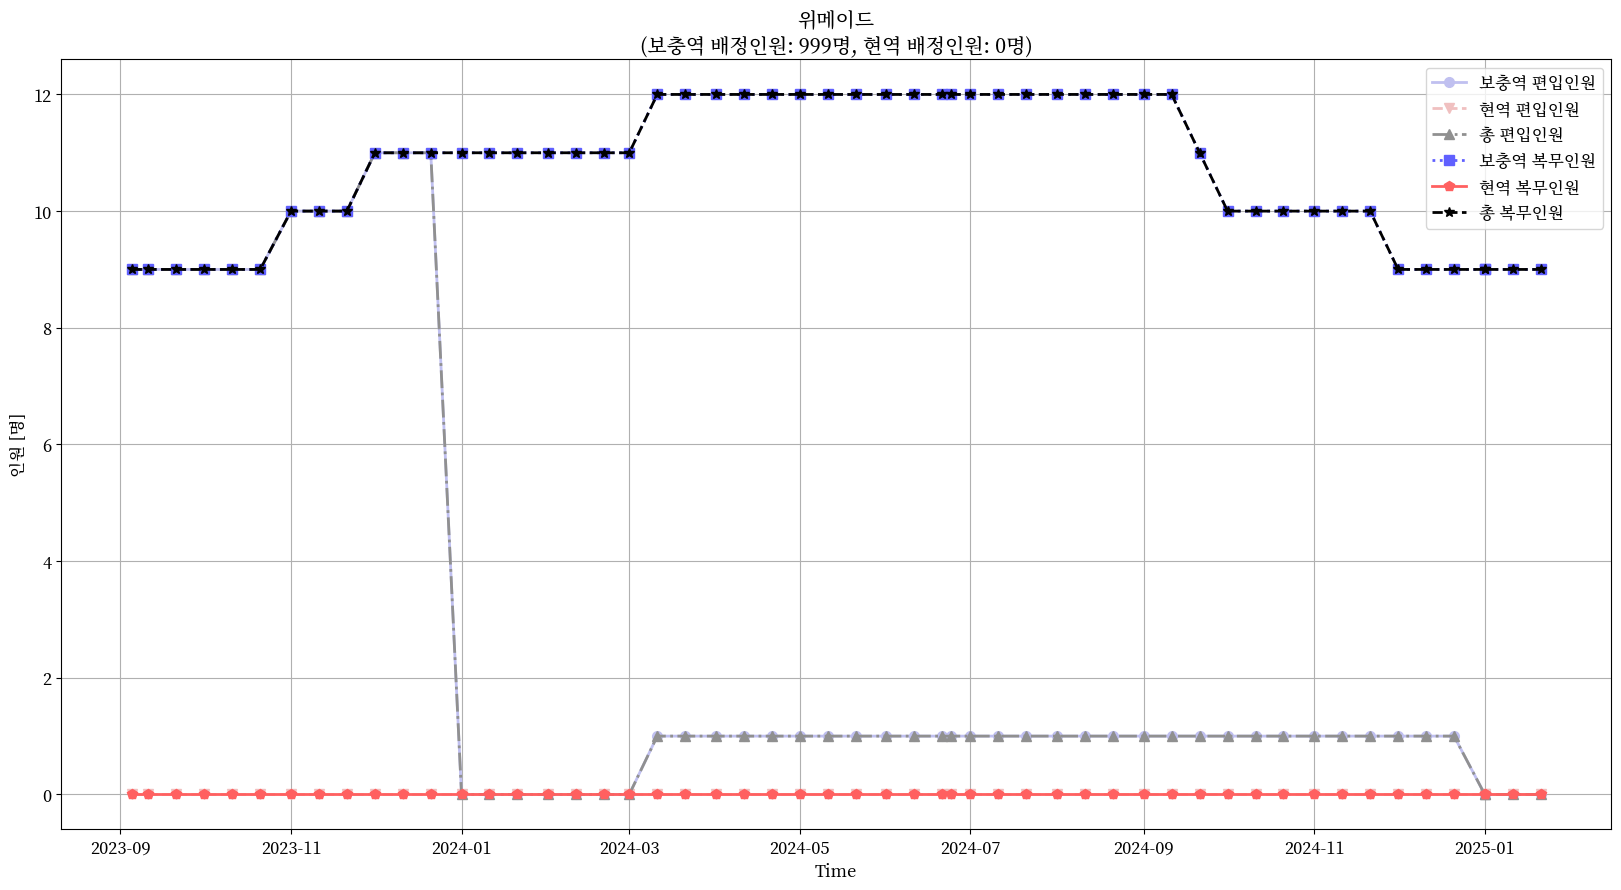 위메이드
(보충역 배정인원: 999명, 현역 배정인원: 0명)
보충역 편입인원
현역 편입인원
총 편입인원
보충역 복무인원
현역 복무인원
총 복무인원
인원 [명]
12
10
8
6
4
2
0
2023-09
2023-11
2024-01
2024-03
2024-05
2024-07
2024-09
2024-11
2025-01
Time